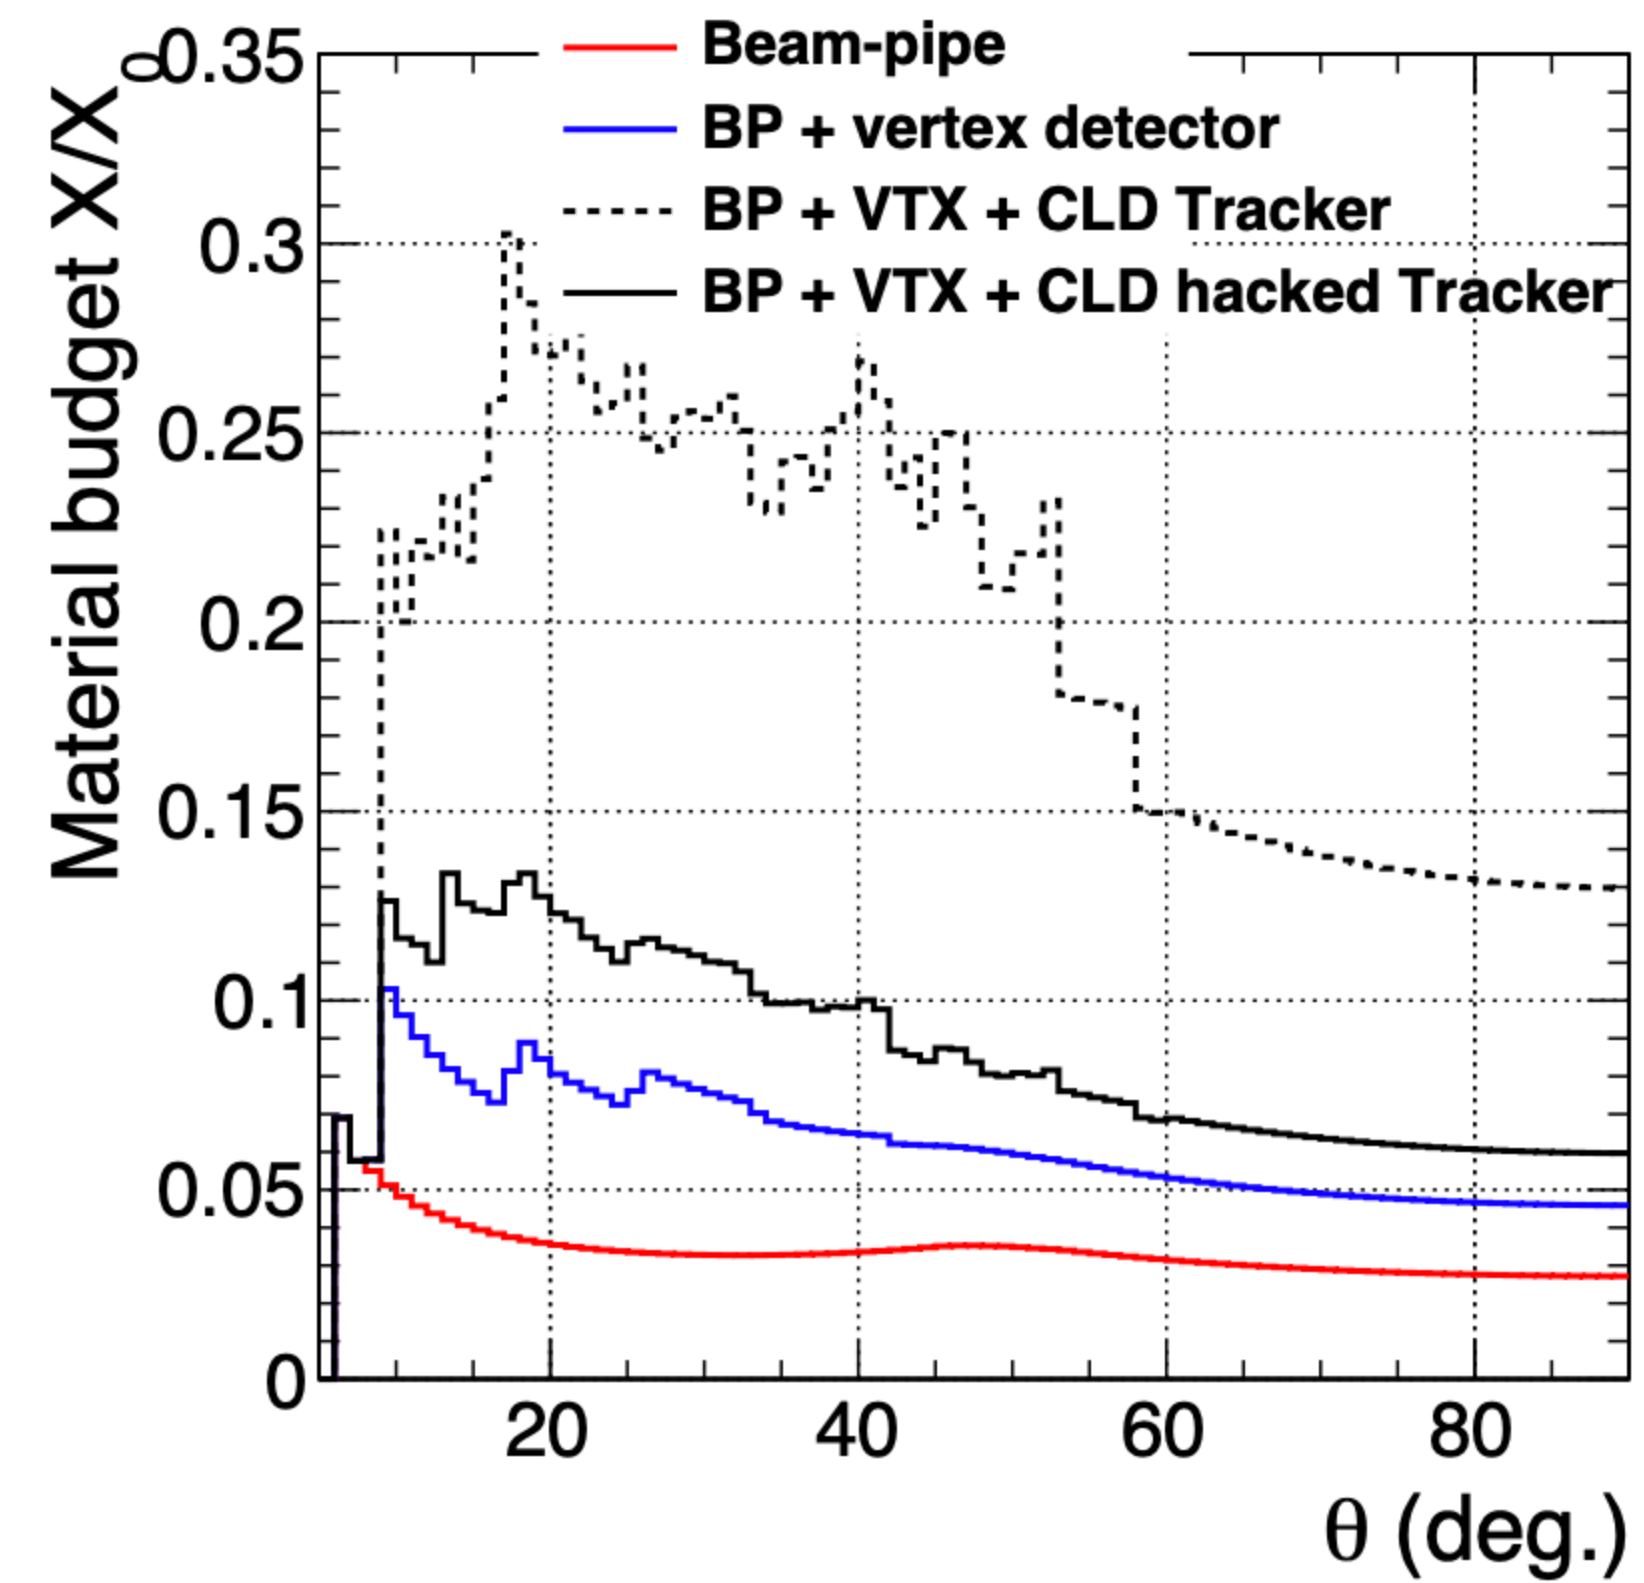 Material budget X/X0
0.35
0.3
0.25
0.2
0.15
0.1
0.05
0
Beam-pipe
BP + vertex detector
BP + VTX + CLD Tracker
BP + VTX + CLD hacked Tracker
20 40 60 80
θ (deg.)